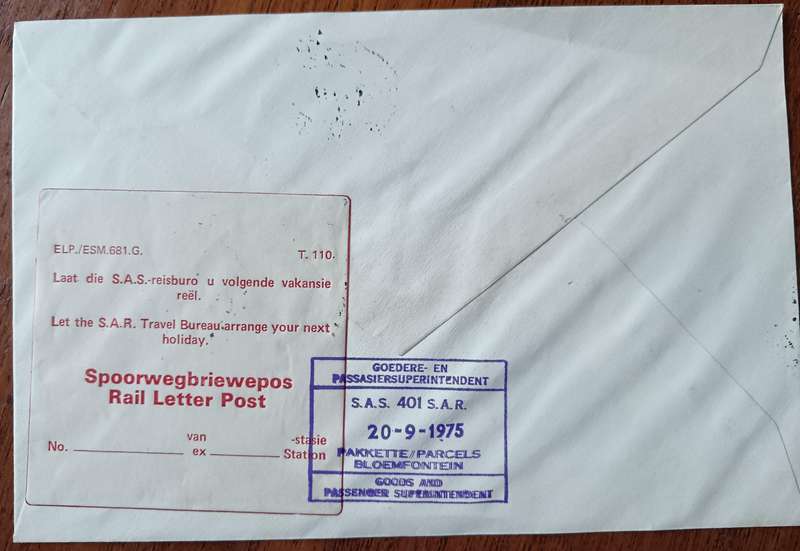 ELP./ESM.681.G. T. 110.
Laat die S.A.S.-reisburo u volgende vakansie
reël.
Let the S.A.R. Travel Bureau arrange your next
holiday.
Spoorwegbriewepos
Rail Letter Post
No. van -stasie
ex Station
GOEDERE- EN
PASSASIERSUPERINTENDENT
S.A.S. 401 S.A.R.
20-9-1975
PAKKETTE//PARCELS
BLOEMFONTEIN
GOODS AND
PASSENGER SUPERINTENDENT